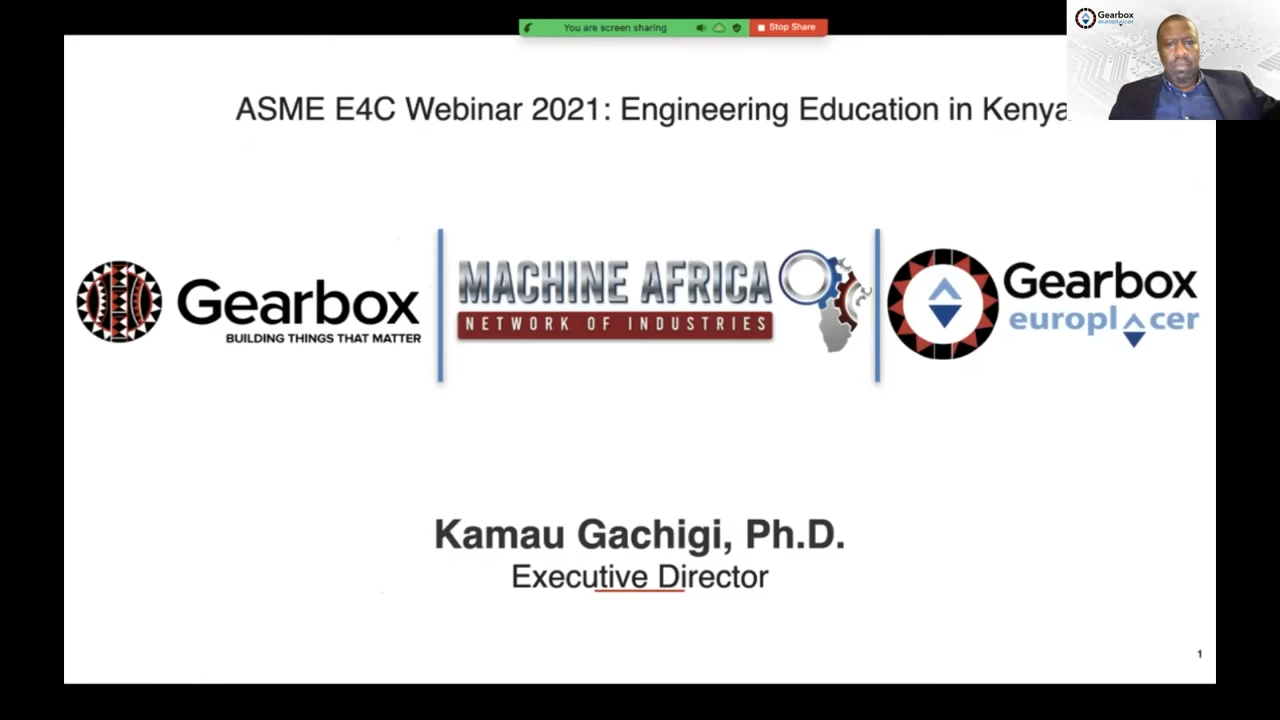 You are screen sharing
Stop Share
Gearbox
europlacer
ASME E4C Webinar 2021: Engineering Education in Kenya
Gearbox
BUILDING THINGS THAT MATTER
MACHINE AFRICA
NETWORK OF INDUSTRIES
Gearbox
europlacer
Kamau Gachigi, Ph.D.
Executive Director
1